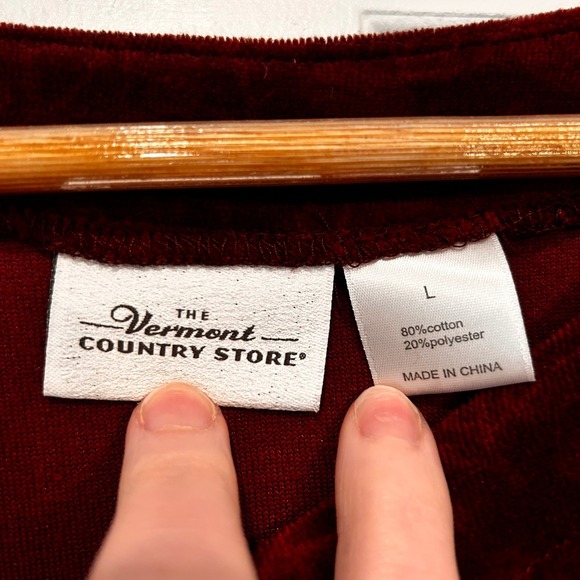 THE
Vermont
COUNTRY STORE®
L
80%cotton
20%polyester
MADE IN CHINA